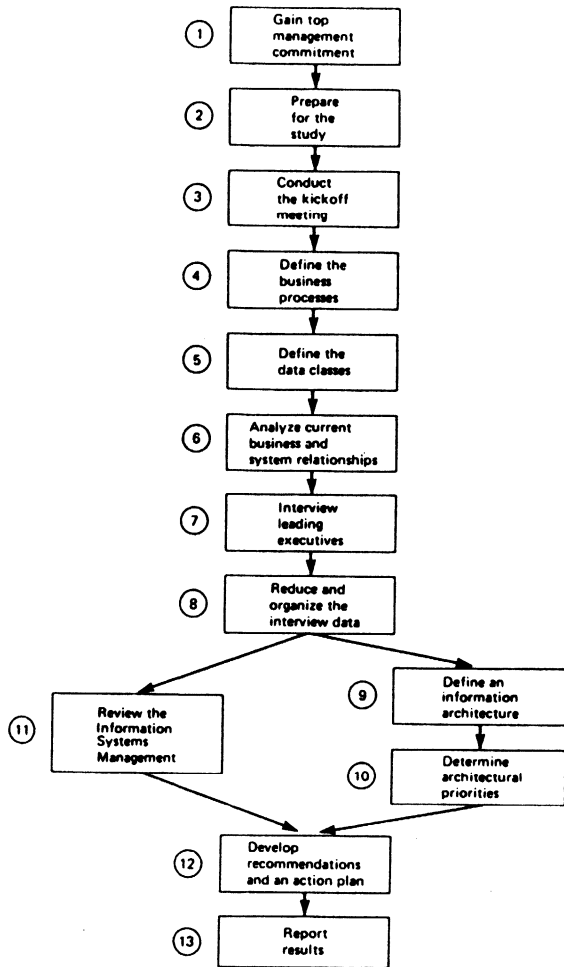 1
Gain top
management
commitment
2
Prepare
for the
study
3
Conduct
the kickoff
meeting
4
Define the
business
processes
5
Define the
data classes
6
Analyze current
business and
system relationships
7
Interview
leading
executives
8
Reduce and
organize the
interview data
9
Define an
information
architecture
10
Determine
architectural
priorities
11
Review the
Information
Systems
Management
12
Develop
recommendations
and an action plan
13
Report
results